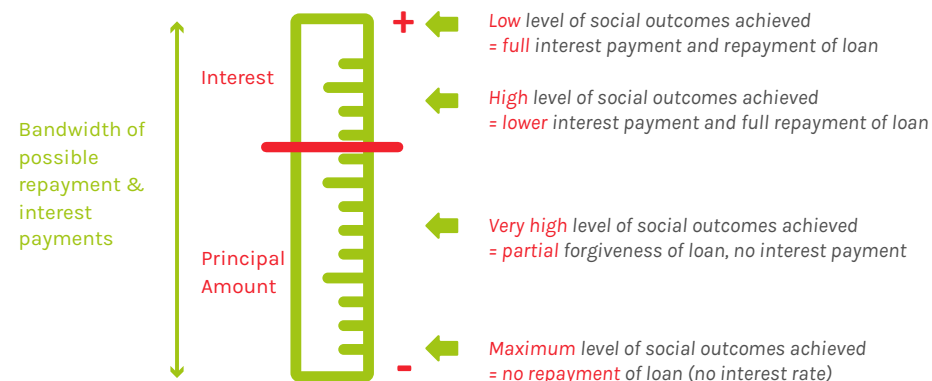 Bandwidth of
possible
repayment &
interest
payments
Interest
Principal
Amount
+
-
Low level of social outcomes achieved
= full interest payment and repayment of loan
High level of social outcomes achieved
= lower interest payment and full repayment of loan
Very high level of social outcomes achieved
= partial forgiveness of loan, no interest payment
Maximum level of social outcomes achieved
= no repayment of loan (no interest rate)